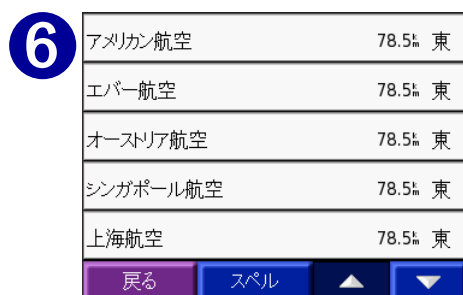 6
アメリカン航空 78.5㎞ 東
エバー航空 78.5㎞ 東
オーストリア航空 78.5㎞ 東
シンガポール航空 78.5㎞ 東
上海航空 78.5㎞ 東
戻る スペル